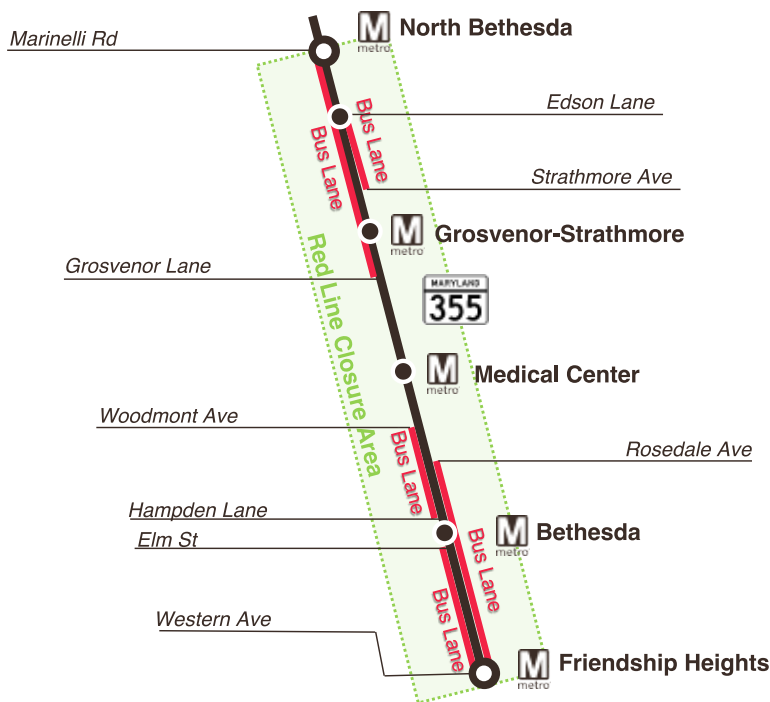 M
metro
North Bethesda
Marinelli Rd
Edson Lane
Bus Lane
Bus Lane
Strathmore Ave
M
metro
Grosvenor-Strathmore
Grosvenor Lane
Red Line Closure Area
MARYLAND
355
M
metro
Medical Center
Woodmont Ave
Bus Lane
Rosedale Ave
Hampden Lane
M
metro
Bethesda
Elm St
Bus Lane
Bus Lane
Western Ave
M
metro
Friendship Heights